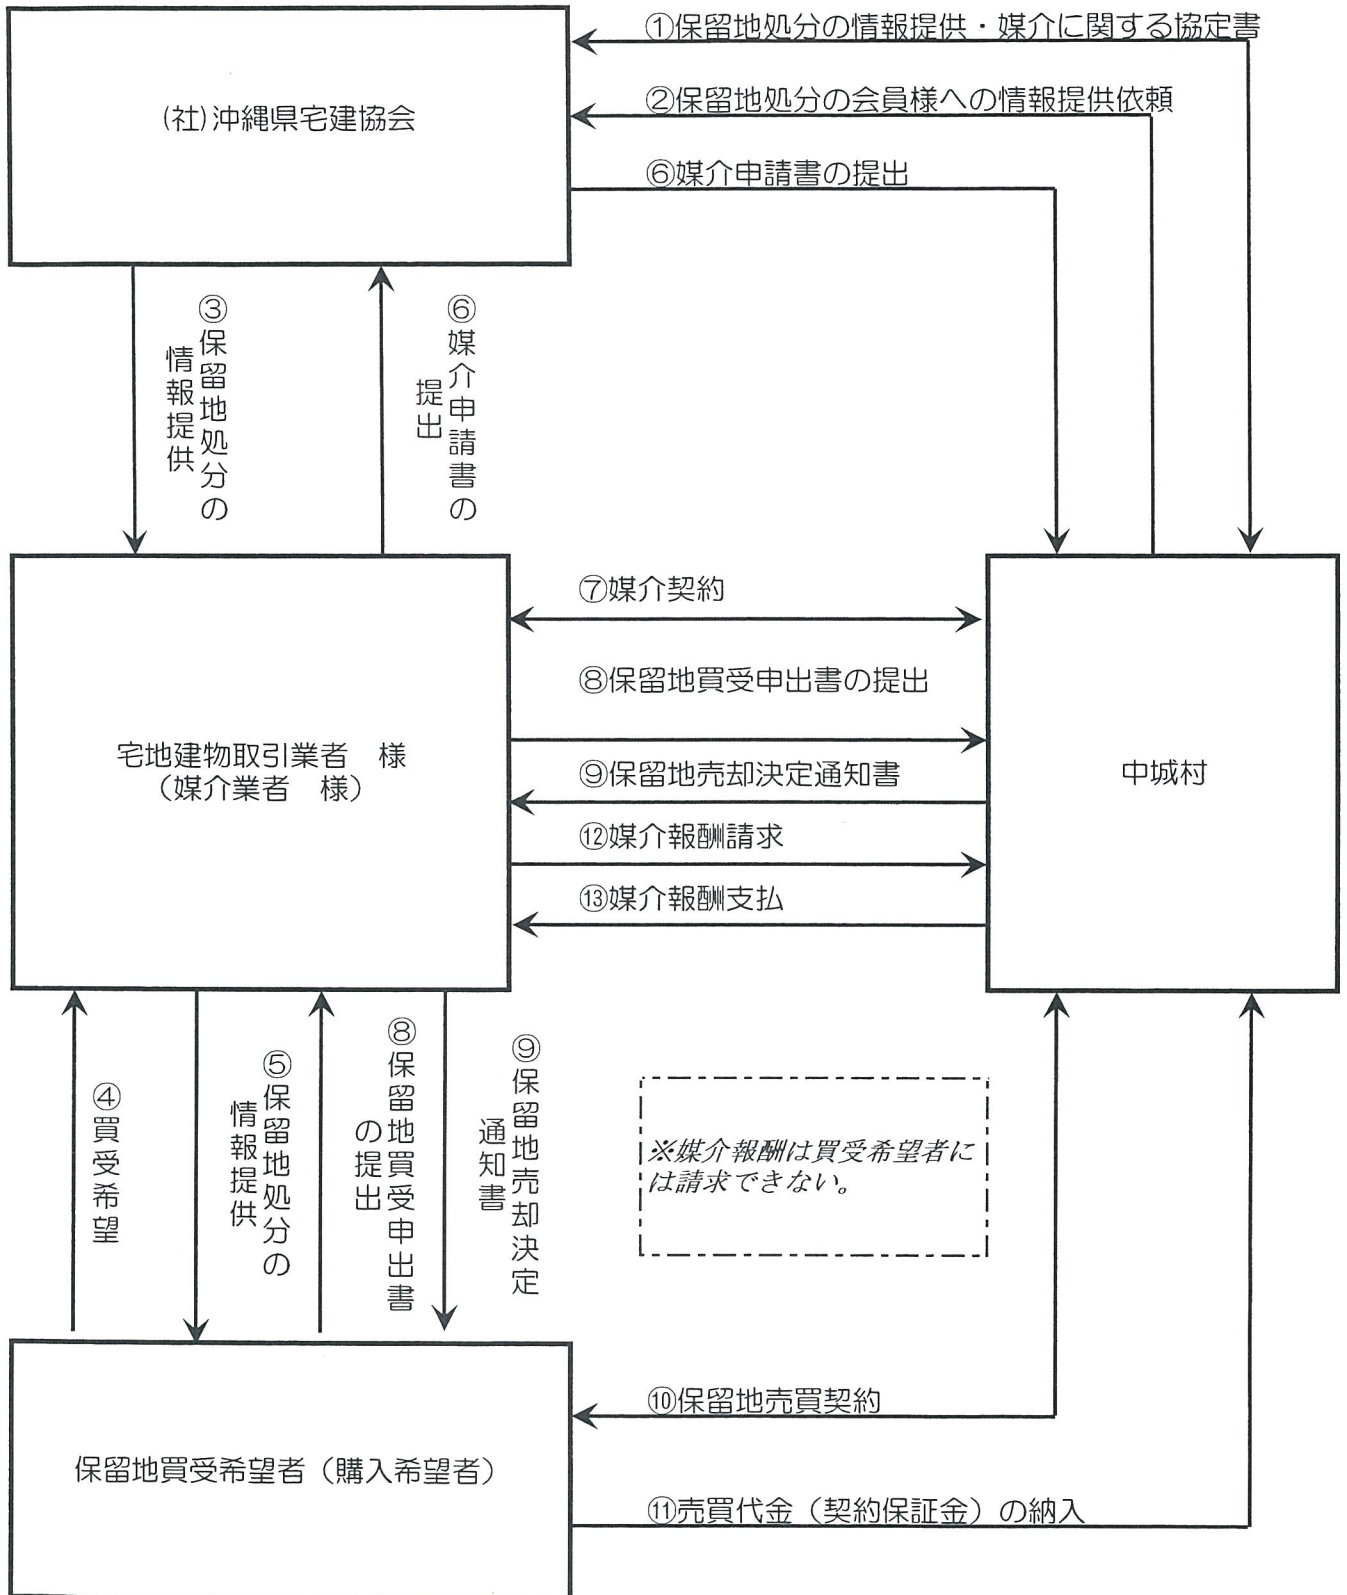 ①保留地処分の情報提供・媒介に関する協定書
(社)沖縄県宅建協会
②保留地処分の会員様への情報提供依頼
⑥媒介申請書の提出
③保留地処分の
情報提供
⑥媒介申請書の
提出
⑦媒介契約
⑧保留地買受申出書の提出
宅地建物取引業者　様
（媒介業者　様）
⑨保留地売却決定通知書
中城村
⑫媒介報酬請求
⑬媒介報酬支払
④買受希望
⑤保留地処分の
情報提供
⑧保留地買受申出書
の提出
⑨保留地売却決定
通知書
※媒介報酬は買受希望者に
は請求できない。
⑩保留地売買契約
保留地買受希望者（購入希望者）
⑪売買代金（契約保証金）の納入